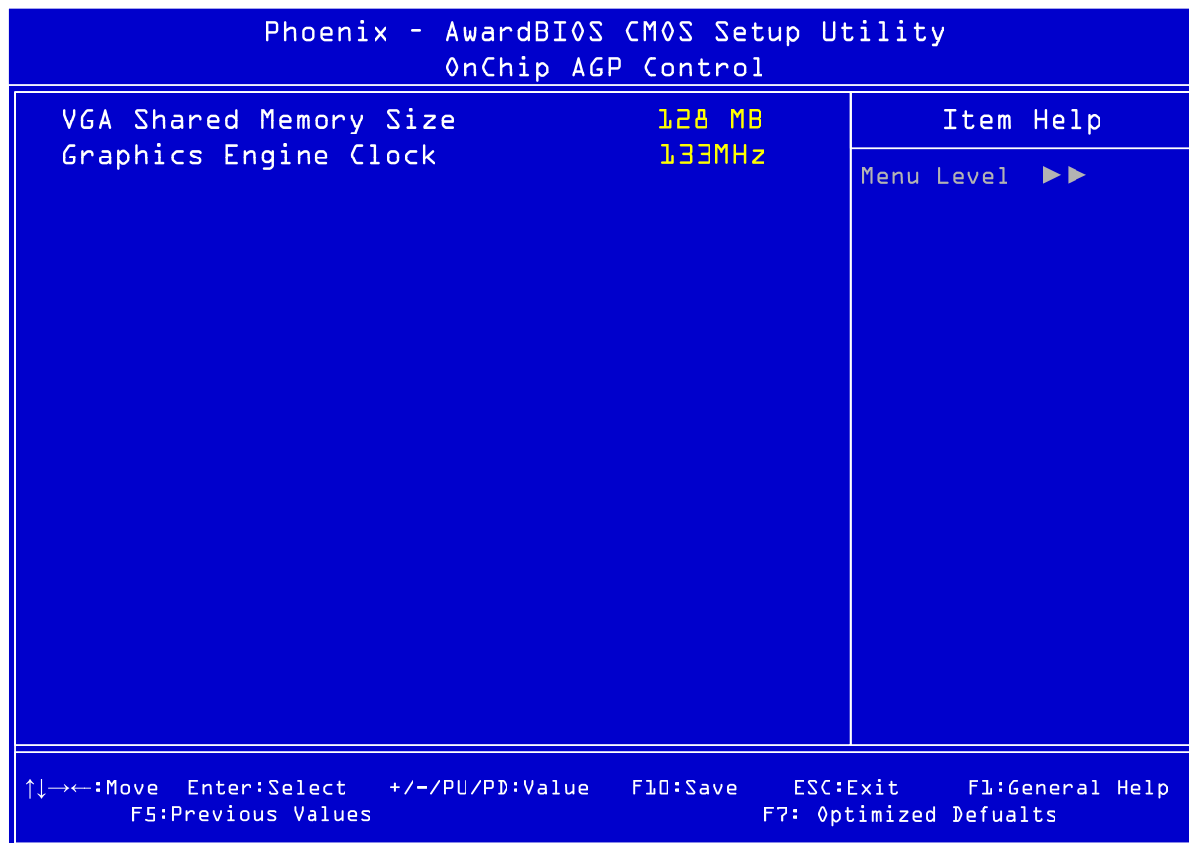 Phoenix - AwardBIOS CMOS Setup Utility
OnChip AGP Control
VGA Shared Memory Size 128 MB
Graphics Engine Clock 133MHz
Item Help
Menu Level ►►
↑↓→←:Move Enter:Select +/-/PU/PD:Value F10:Save ESC:Exit F1:General Help
F5:Previous Values F7: Optimized Defualts